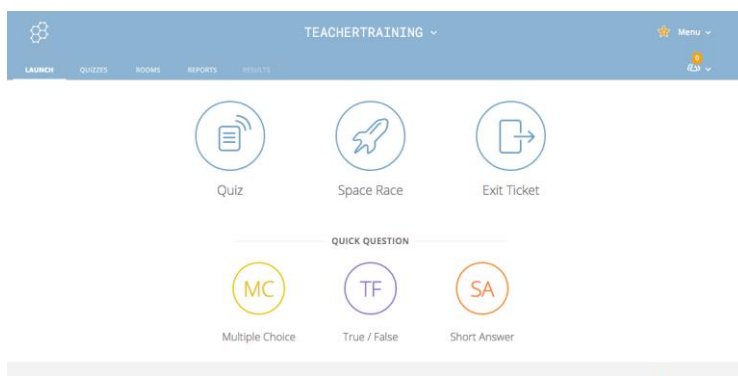 TEACHERTRAINING
Menu
LAUNCH QUIZZES ROOMS REPORTS RESULTS
0
Quiz Space Race Exit Ticket
QUICK QUESTION
MC TF SA
Multiple Choice True / False Short Answer